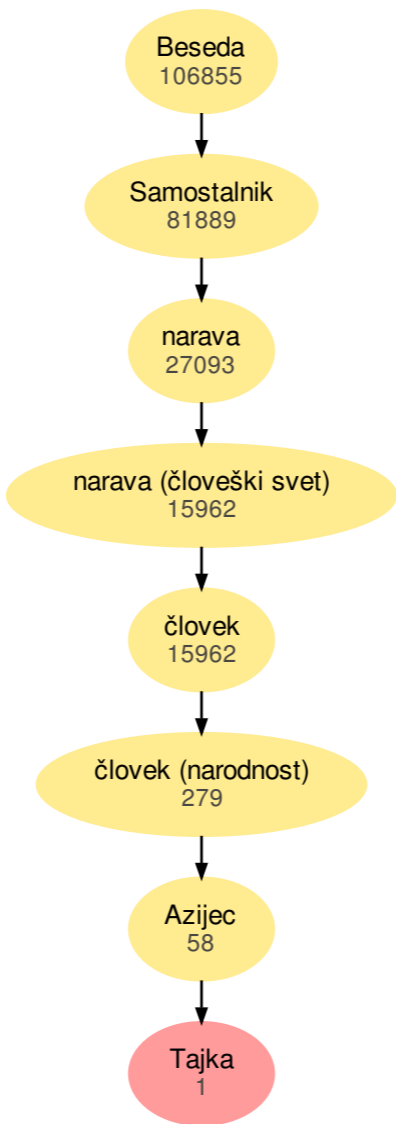 Beseda
106855
Samostalnik
81889
narava
27093
narava (človeški svet)
15962
človek
15962
človek (narodnost)
279
Azijec
58
Tajka
1